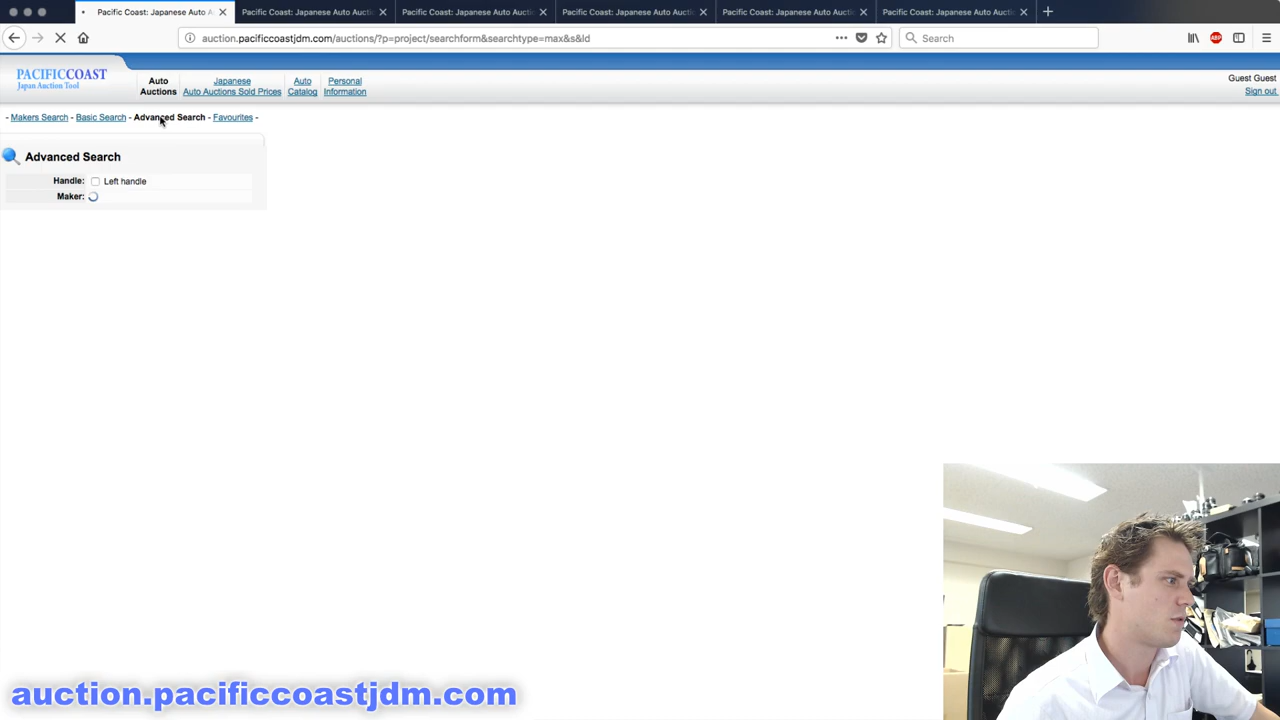 Pacific Coast: Japanese Auto A
Pacific Coast: Japanese Auto Aucti
Pacific Coast: Japanese Auto Aucti
Pacific Coast: Japanese Auto Aucti
Pacific Coast: Japanese Auto Aucti
Pacific Coast: Japanese Auto Aucti
auction.pacificcoastjdm.com/auctions/?p=project/searchform&searchtype=max&s&ld
Search
ABP
PACIFICCOAST
Japan Auction Tool
Auto
Auctions
Japanese
Auto Auctions Sold Prices
Auto
Catalog
Personal
Information
Guest Guest
Sign out
- Makers Search - Basic Search - Advanced Search - Favourites -
Advanced Search
Handle: Left handle
Maker:
auction.pacificcoastjdm.com